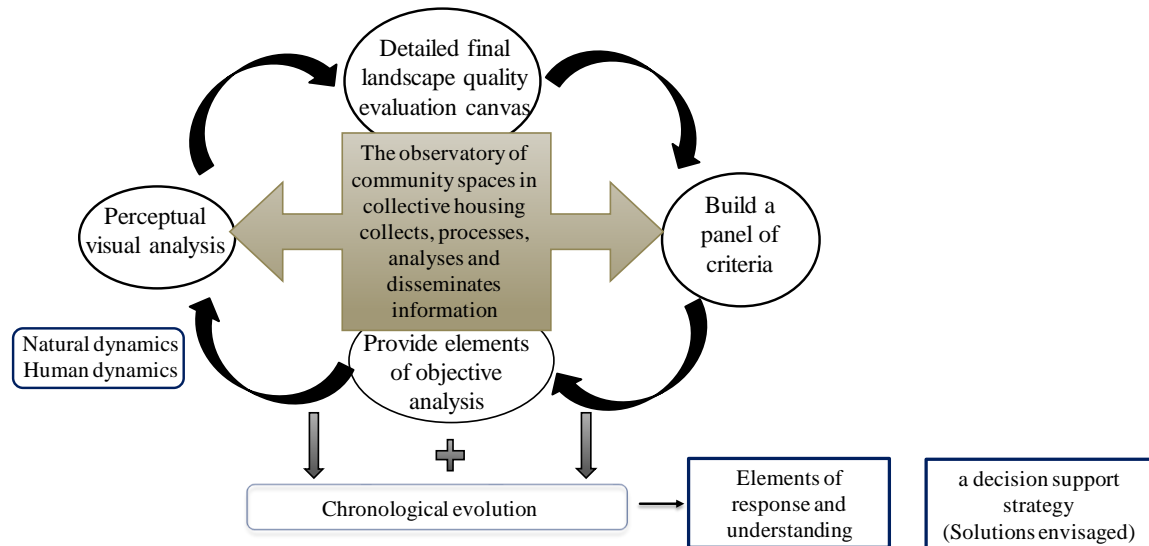 Detailed final
landscape quality
evaluation canvas
The observatory of
community spaces in
collective housing
collects, processes,
analyses and
disseminates
information
Perceptual
visual analysis
Build a
panel of
criteria
Natural dynamics
Human dynamics
Provide elements
of objective
analysis
Chronological evolution
Elements of
response and
understanding
a decision support
strategy
(Solutions envisaged)